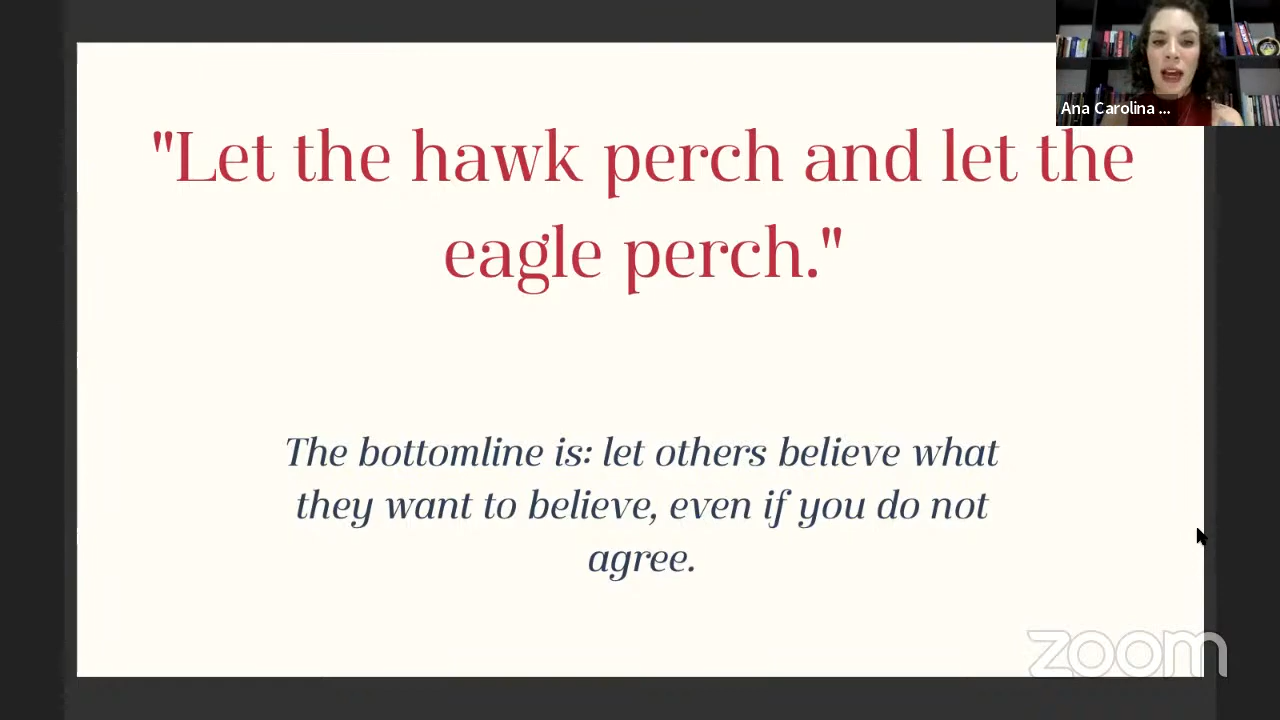 Ana Carolina ...
"Let the hawk perch and let the
eagle perch."
The bottomline is: let others believe what
they want to believe, even if you do not
agree.
zoom